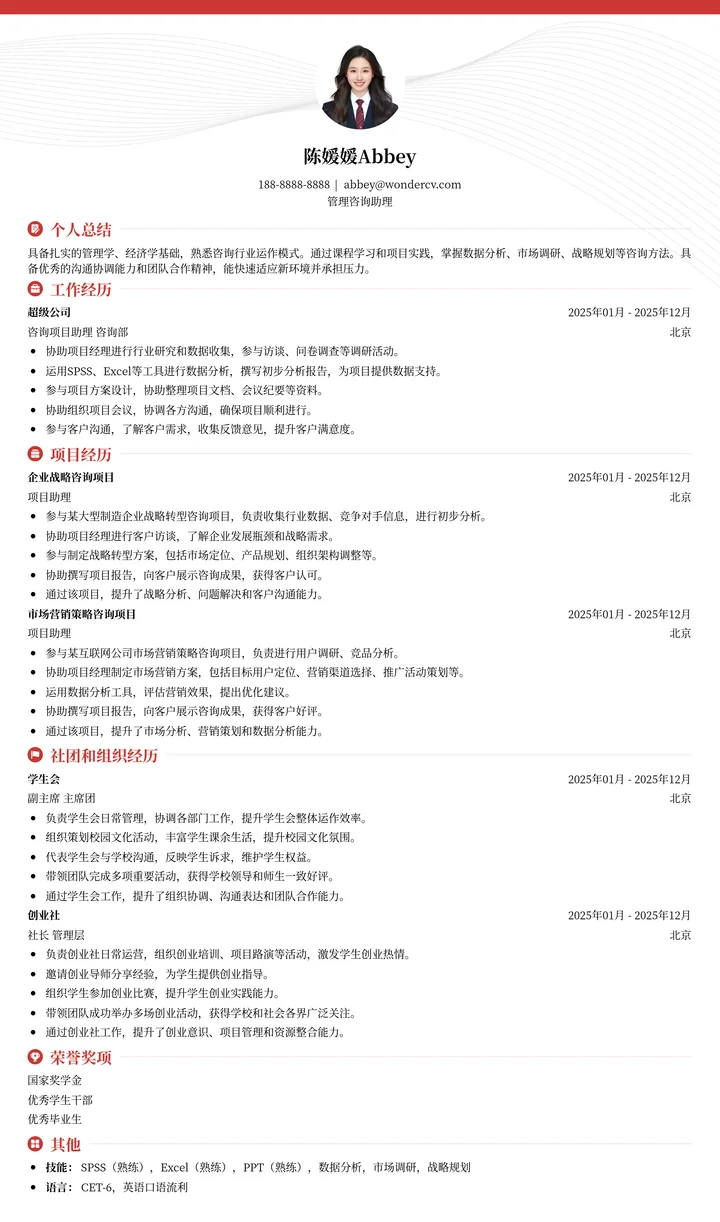 陈媛媛Abbey
188-8888-8888 | abbey@wondercv.com
管理咨询助理
个人总结
具备扎实的管理学、经济学基础，熟悉咨询行业运作模式。通过课程学习和项目实践，掌握数据分析、市场调研、战略规划等咨询方法。具
备优秀的沟通协调能力和团队合作精神，能快速适应新环境并承担压力。
工作经历
超级公司 2025年01月 - 2025年12月
咨询项目助理 咨询部 北京
• 协助项目经理进行行业研究和数据收集，参与访谈、问卷调查等调研活动。
• 运用SPSS、Excel等工具进行数据分析，撰写初步分析报告，为项目提供数据支持。
• 参与项目方案设计，协助整理项目文档、会议纪要等资料。
• 协助组织项目会议，协调各方沟通，确保项目顺利进行。
• 参与客户沟通，了解客户需求，收集反馈意见，提升客户满意度。
项目经历
企业战略咨询项目 2025年01月 - 2025年12月
项目助理 北京
• 参与某大型制造企业战略转型咨询项目，负责收集行业数据、竞争对手信息，进行初步分析。
• 协助项目经理进行客户访谈，了解企业发展瓶颈和战略需求。
• 参与制定战略转型方案，包括市场定位、产品规划、组织架构调整等。
• 协助撰写项目报告，向客户展示咨询成果，获得客户认可。
• 通过该项目，提升了战略分析、问题解决和客户沟通能力。
市场营销策略咨询项目 2025年01月 - 2025年12月
项目助理 北京
• 参与某互联网公司市场营销策略咨询项目，负责进行用户调研、竞品分析。
• 协助项目经理制定市场营销方案，包括目标用户定位、营销渠道选择、推广活动策划等。
• 运用数据分析工具，评估营销效果，提出优化建议。
• 协助撰写项目报告，向客户展示咨询成果，获得客户好评。
• 通过该项目，提升了市场分析、营销策划和数据分析能力。
社团和组织经历
学生会 2025年01月 - 2025年12月
副主席 主席团 北京
• 负责学生会日常管理，协调各部门工作，提升学生会整体运作效率。
• 组织策划校园文化活动，丰富学生课余生活，提升校园文化氛围。
• 代表学生会与学校沟通，反映学生诉求，维护学生权益。
• 带领团队完成多项重要活动，获得学校领导和师生一致好评。
• 通过学生会工作，提升了组织协调、沟通表达和团队合作能力。
创业社 2025年01月 - 2025年12月
社长 管理层 北京
• 负责创业社日常运营，组织创业培训、项目路演等活动，激发学生创业热情。
• 邀请创业导师分享经验，为学生提供创业指导。
• 组织学生参加创业比赛，提升学生创业实践能力。
• 带领团队成功举办多场创业活动，获得学校和社会各界广泛关注。
• 通过创业社工作，提升了创业意识、项目管理和资源整合能力。
荣誉奖项
国家奖学金
优秀学生干部
优秀毕业生
其他
• 技能： SPSS（熟练）, Excel（熟练）, PPT（熟练）, 数据分析，市场调研，战略规划
• 语言： CET-6，英语口语流利